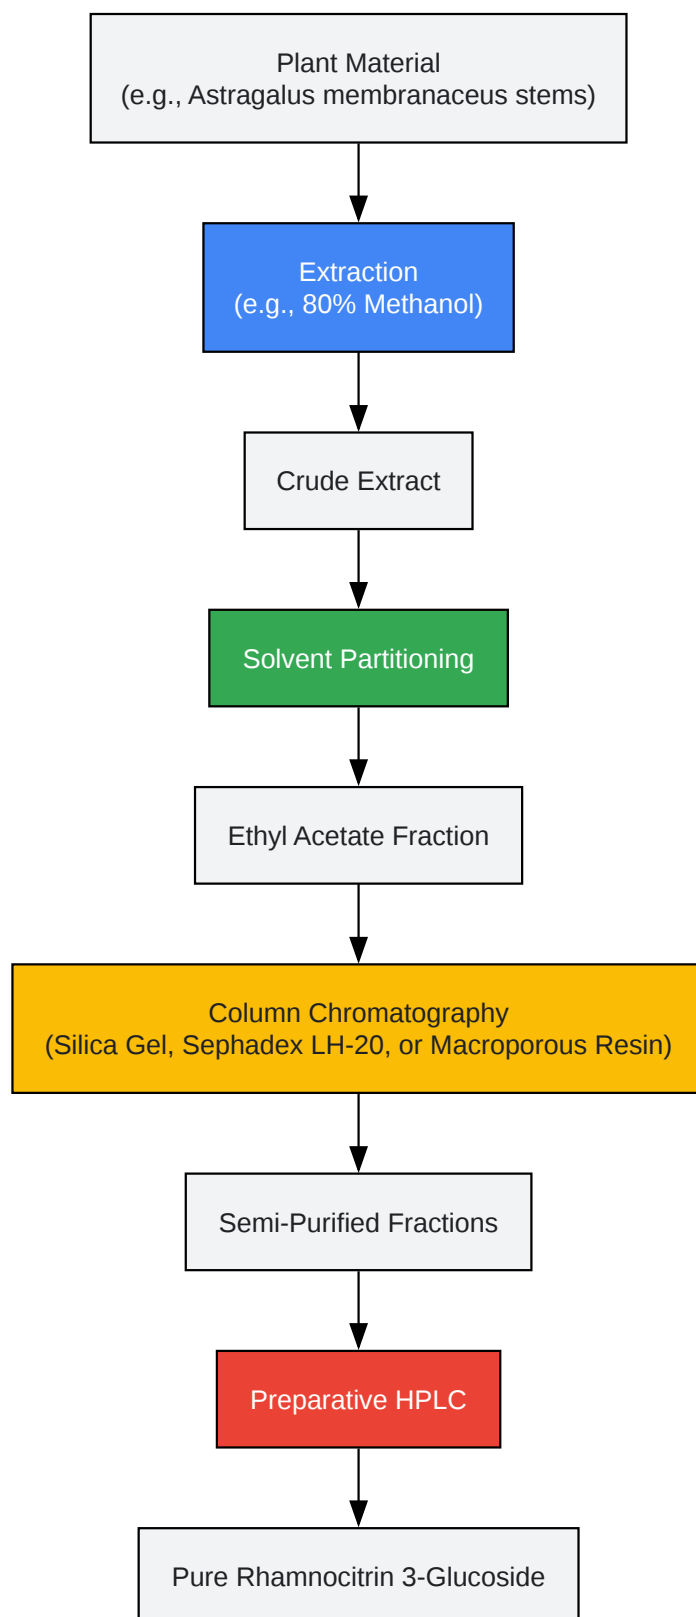 Plant Material
(e.g., Astragalus membranaceus stems)
Extraction
(e.g., 80% Methanol)
Crude Extract
Solvent Partitioning
Ethyl Acetate Fraction
Column Chromatography
(Silica Gel, Sephadex LH-20, or Macroporous Resin)
Semi-Purified Fractions
Preparative HPLC
Pure Rhamnocitrin 3-Glucoside